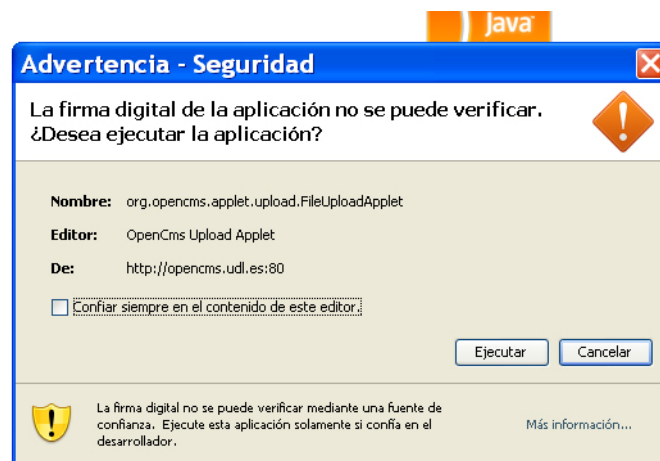 Java
Advertencia - Seguridad
La firma digital de la aplicación no se puede verificar.
¿Desea ejecutar la aplicación?
Nombre: org.opencms.applet.upload.FileUploadApplet
Editor: OpenCms Upload Applet
De: http://opencms.udl.es:80
Confiar siempre en el contenido de este editor.
Ejecutar Cancelar
La firma digital no se puede verificar mediante una fuente de
confianza. Ejecute esta aplicación solamente si confía en el
desarrollador.
Más información...